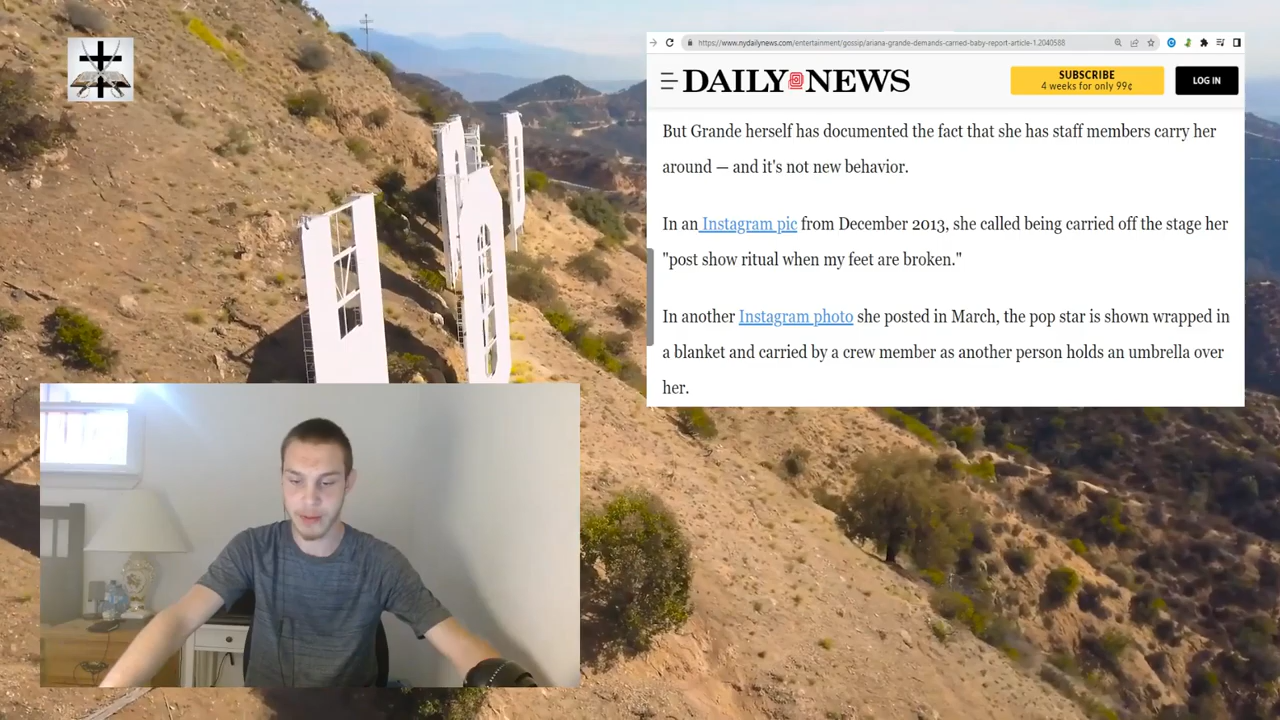 https://www.nydailynews.com/entertainment/gossip/ariana-grande-demands-carried-baby-report-article-1.2040588
DAILY NEWS
SUBSCRIBE
4 weeks for only 99¢
LOG IN
But Grande herself has documented the fact that she has staff members carry her
around — and it's not new behavior.
In an Instagram pic from December 2013, she called being carried off the stage her
"post show ritual when my feet are broken."
In another Instagram photo she posted in March, the pop star is shown wrapped in
a blanket and carried by a crew member as another person holds an umbrella over
her.